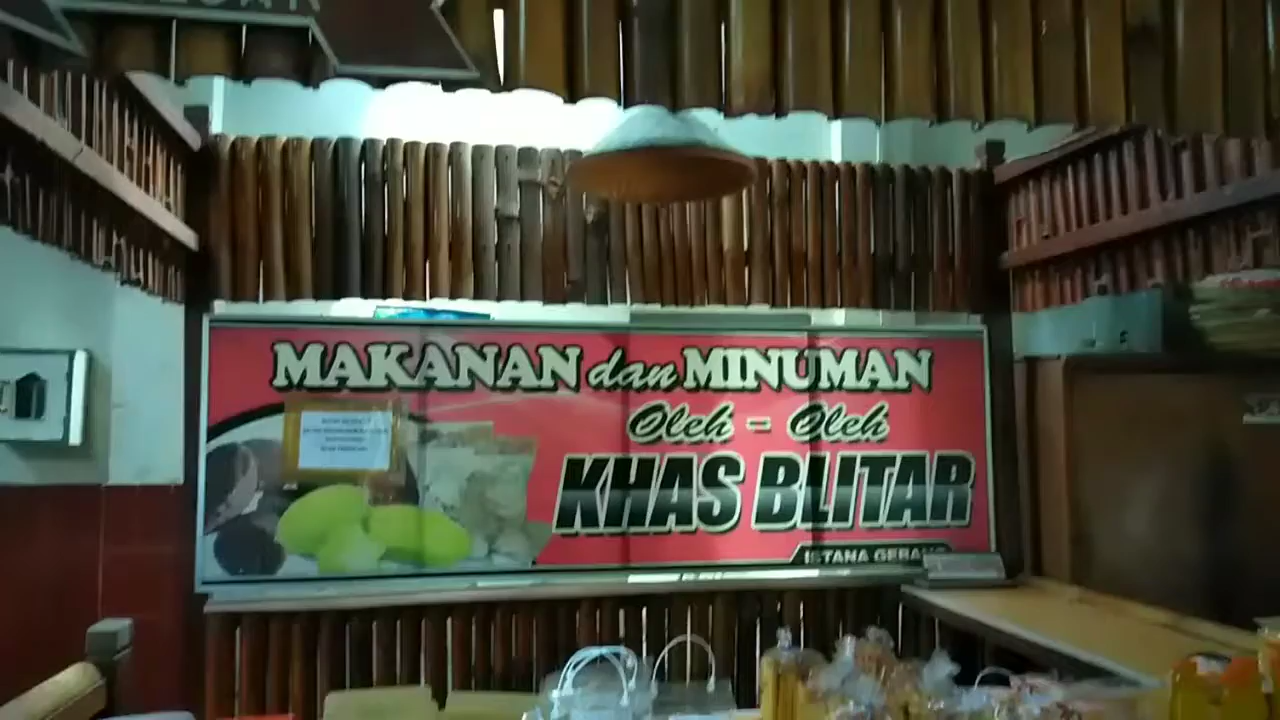 MAKANAN dan MINUMAN
Oleh - Oleh
KHAS BLITAR
ISTANA GEBANG